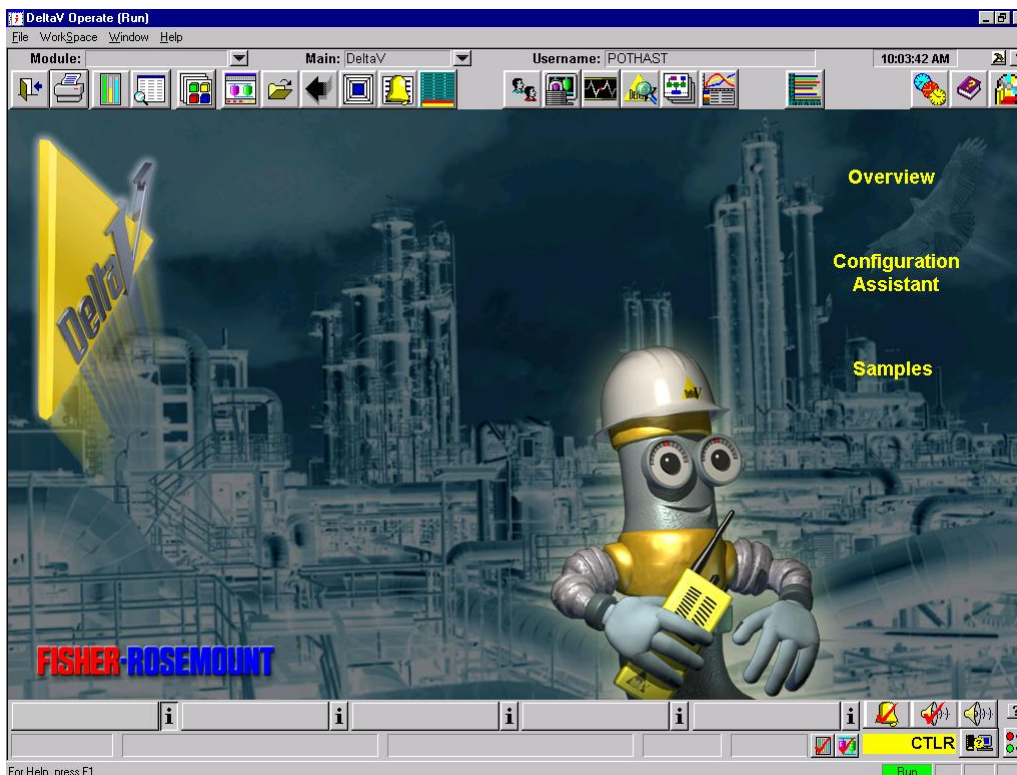 DeltaV Operate (Run)
File WorkSpace Window Help
Module: Main: DeltaV Username: POTHAST 10:03:42 AM
DeltaV
Overview
Configuration
Assistant
Samples
FISHER-ROSEMOUNT
i i i i i
CTLR
For Help, press F1 Run